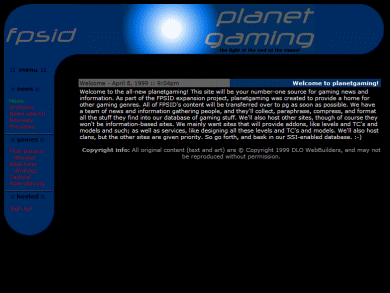 planet
fpsid
gaming
the light at the end of the tunnel
:: menu ::
:: news ::
Welcome - April 5, 1999 :: 9:04pm
Welcome to planetgaming!
Welcome to the all-new planetgaming! This site will be your number-one source for gaming news and
information. As part of the FPSID expansion project, planetgaming was created to provide a home for
other gaming genres. All of FPSID's content will be transferred over to pg as soon as possible. We have
a team of news and information gathering people, and they'll collect, paraphrase, compress, and format
all the stuff they find into our database of gaming stuff. We'll also host other sites, though of course they
won't be information-based sites. We mainly want sites that will provide addons, like levels and TC's and
models and such; as well as services, like designing all these levels and TC's and models. We'll also host
clans, but the other sites are given priority. So go forth, and bask in our SSI-enabled database. :-)
:: games ::
:: hosted ::
Copyright info: All original content (text and art) are © Copyright 1999 DLO WebBuilders, and may not
be reproduced without permission.